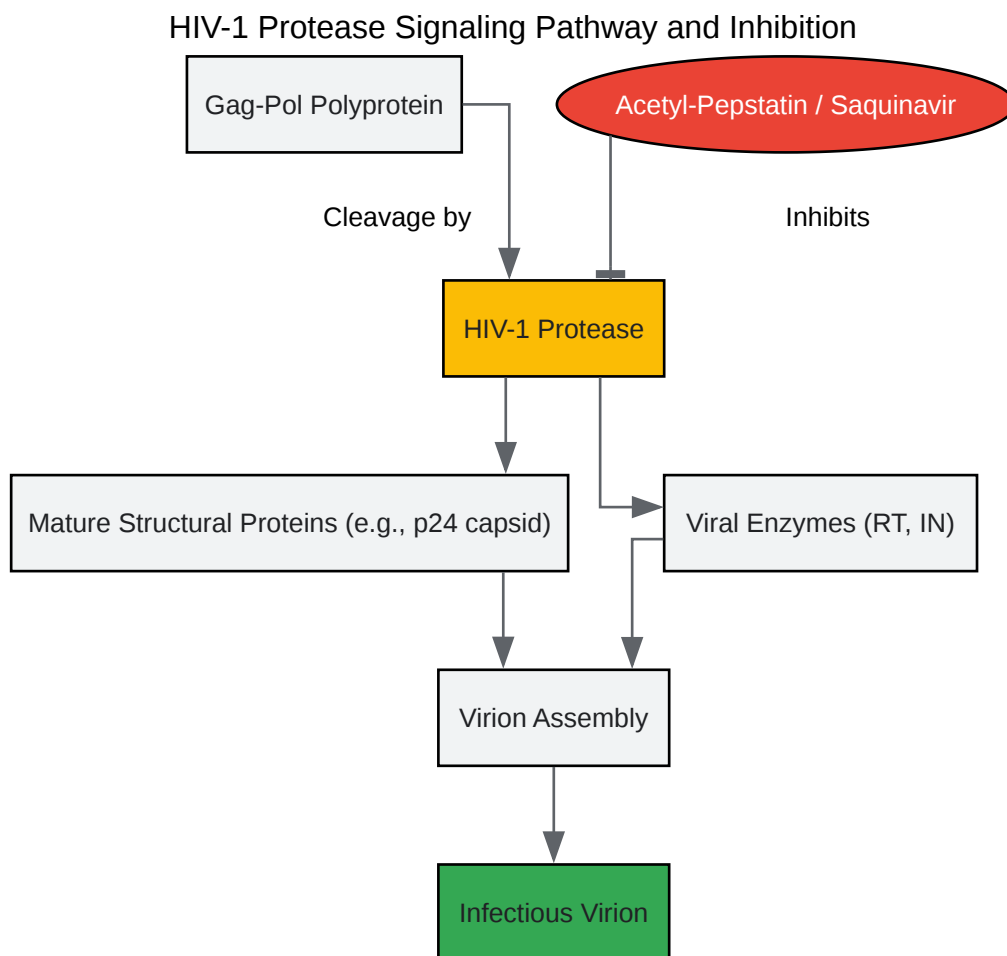 HIV-1 Protease Signaling Pathway and Inhibition
Gag-Pol Polyprotein
Acetyl-Pepstatin / Saquinavir
Cleavage by
Inhibits
HIV-1 Protease
Mature Structural Proteins (e.g., p24 capsid)
Viral Enzymes (RT, IN)
Virion Assembly
Infectious Virion